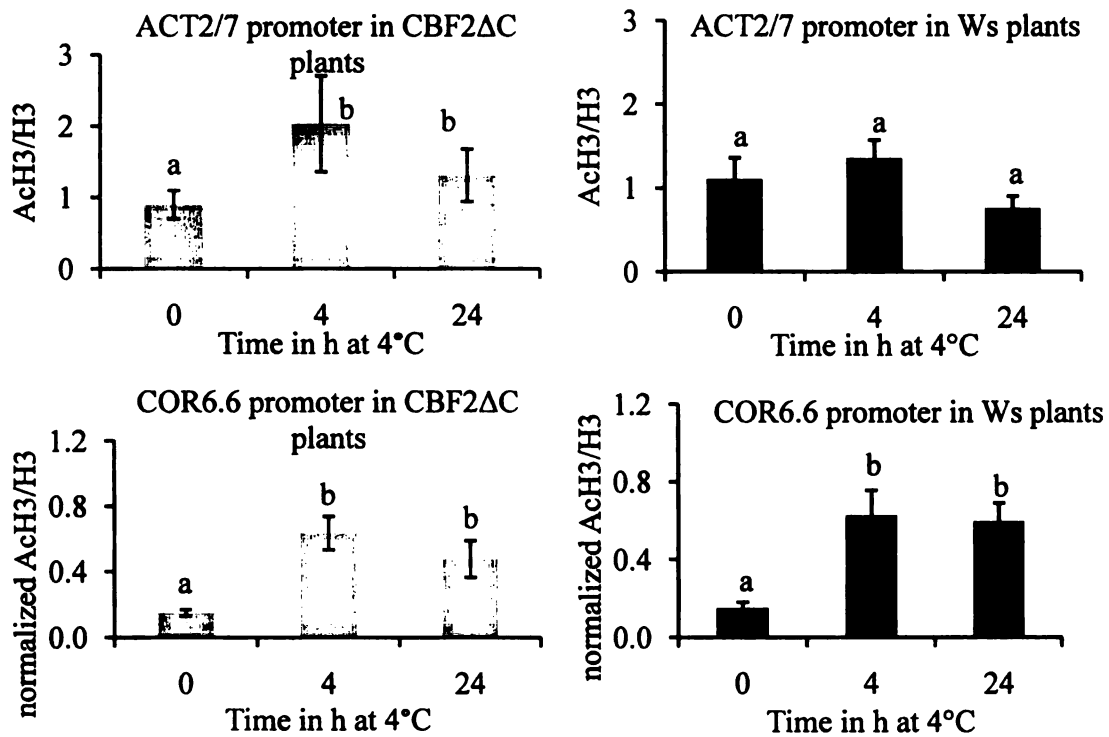 ACT2/7 promoter in CBF2ΔC
plants
3
2
1
0
AcH3/H3
a
b
b
0 4 24
Time in h at 4°C
ACT2/7 promoter in Ws plants
3
2
1
0
AcH3/H3
a
a
a
0 4 24
Time in h at 4°C
COR6.6 promoter in CBF2ΔC
plants
1.2
0.8
0.4
0.0
normalized AcH3/H3
a
b
b
0 4 24
Time in h at 4°C
COR6.6 promoter in Ws plants
1.2
0.8
0.4
0.0
normalized AcH3/H3
a
b
b
0 4 24
Time in h at 4°C